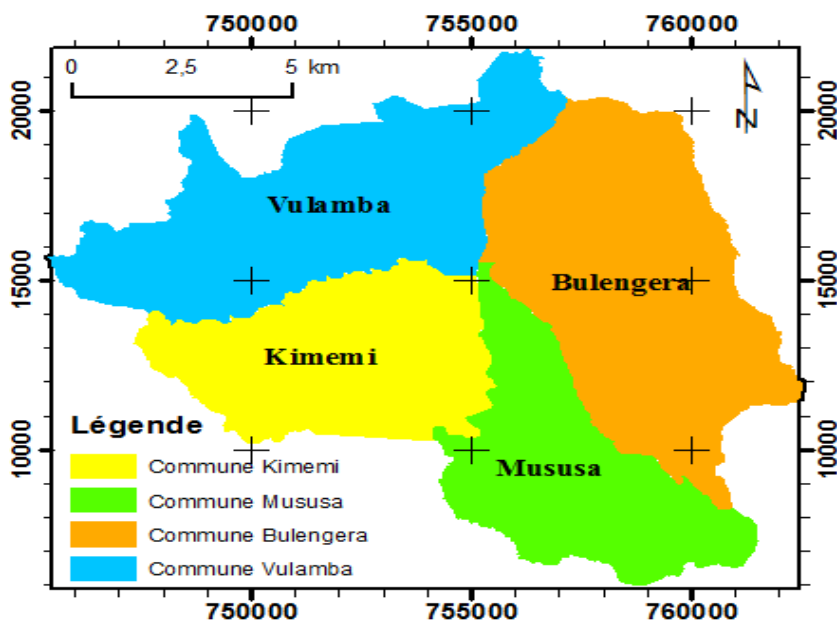 750000 755000 760000
0 2,5 5 km
N
20000 20000
Vulamba
15000 15000
Bulengera
Kimemi
Légende
10000 10000
Mususa
Commune Kimemi
Commune Mususa
Commune Bulengera
Commune Vulamba
750000 755000 760000